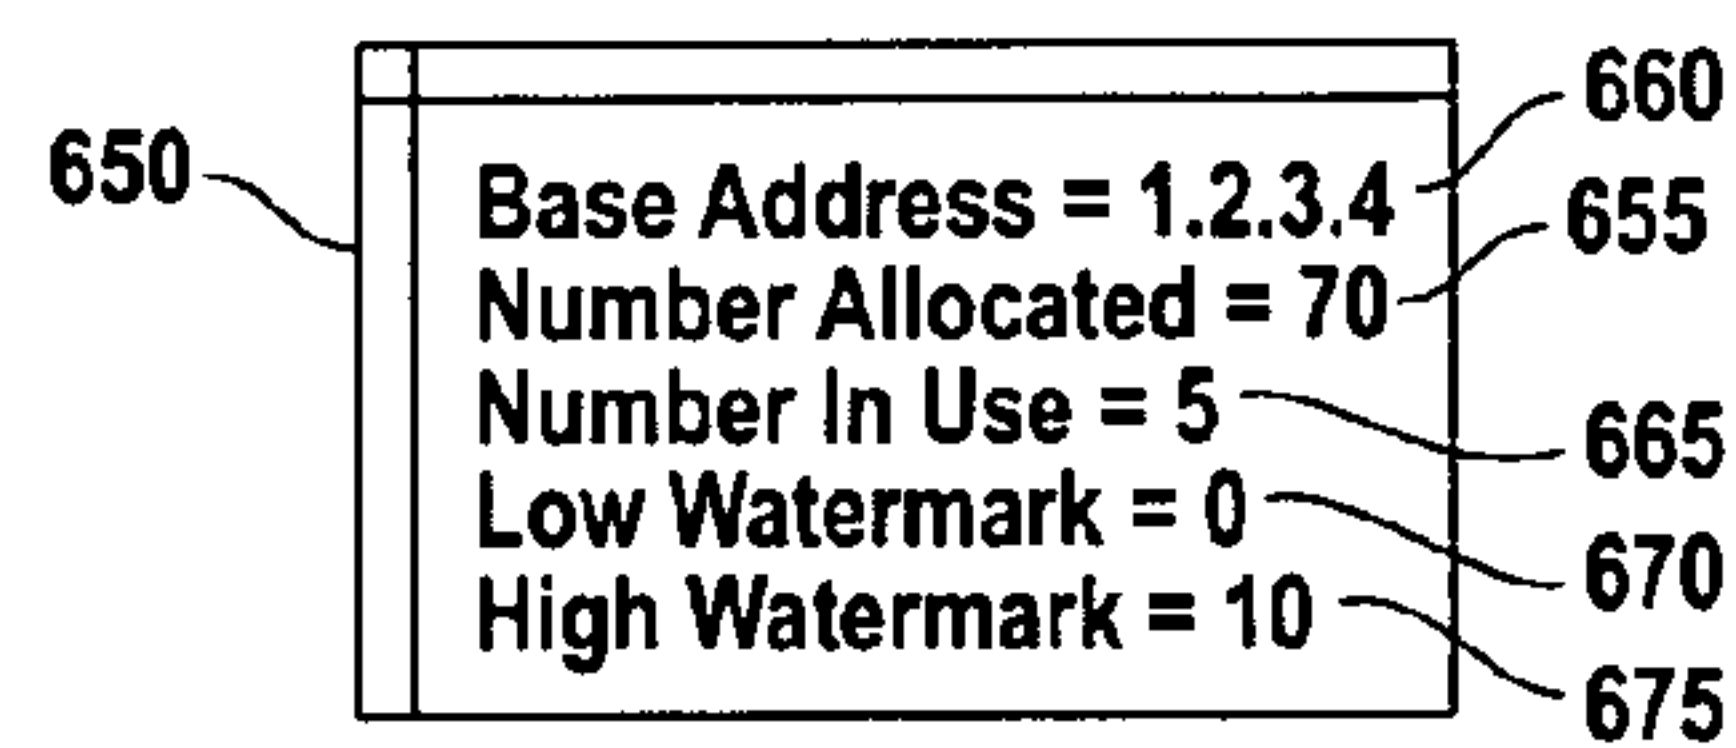 660
650
Base Address = 1.2.3.4
655
Number Allocated = 70
Number In Use = 5
665
Low Watermark = 0
670
High Watermark = 10
675